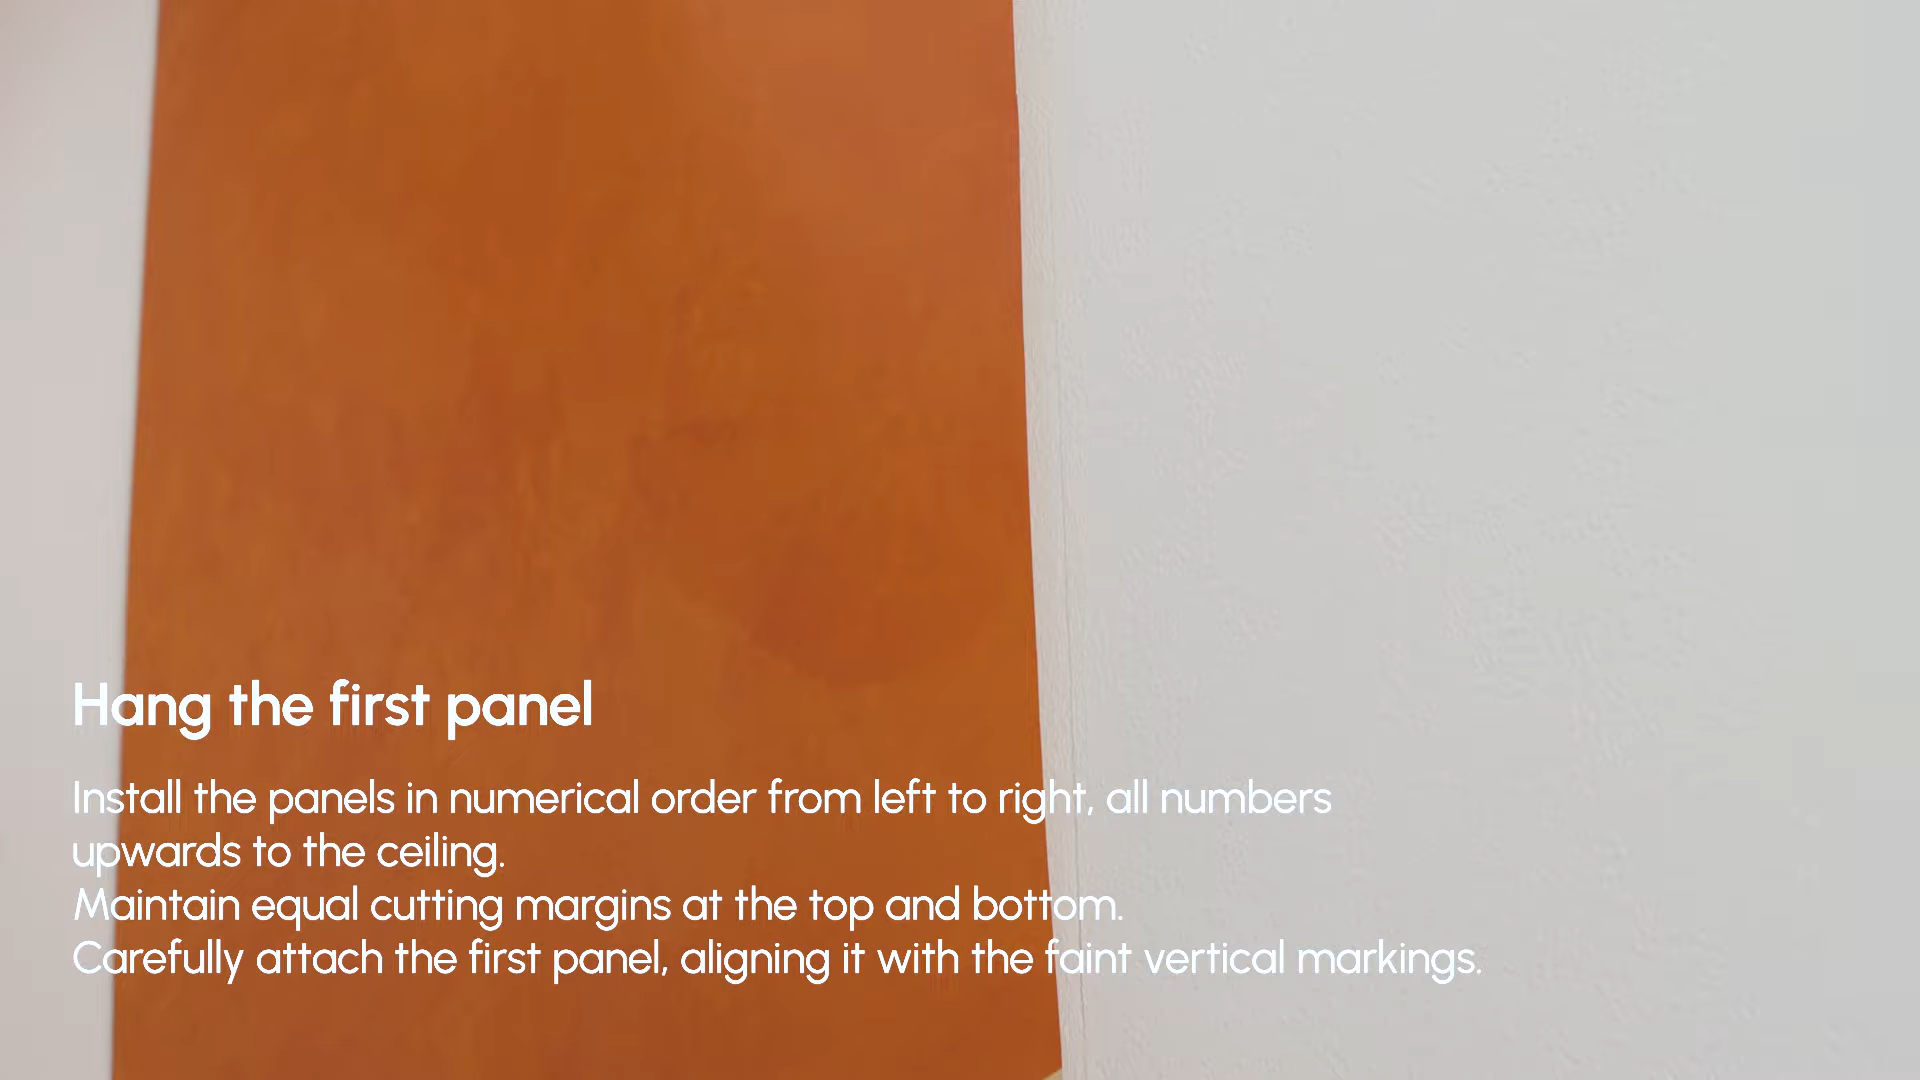 Hang the first panel
Install the panels in numerical order from left to right, all numbers
upwards to the ceiling.
Maintain equal cutting margins at the top and bottom.
Carefully attach the first panel, aligning it with the faint vertical markings.